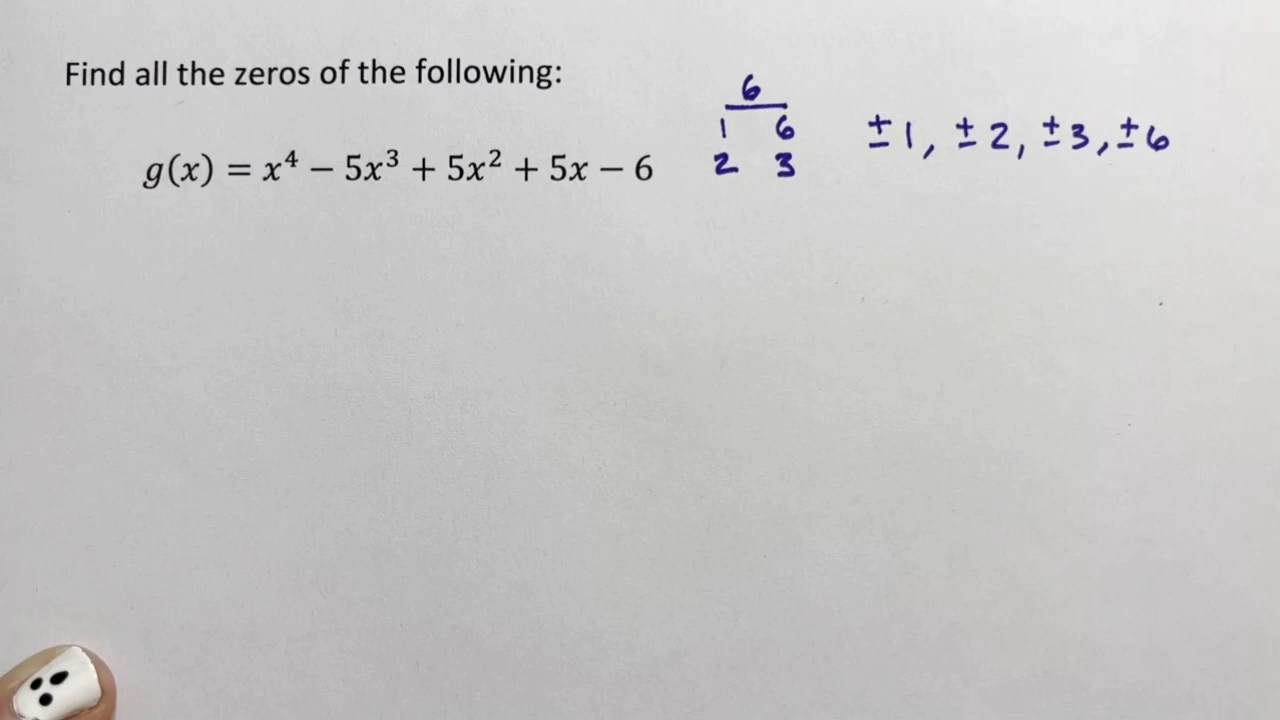 Find all the zeros of the following:
g(x) = x⁴ − 5x³ + 5x² + 5x − 6
6
1 6
2 3
±1, ±2, ±3, ±6